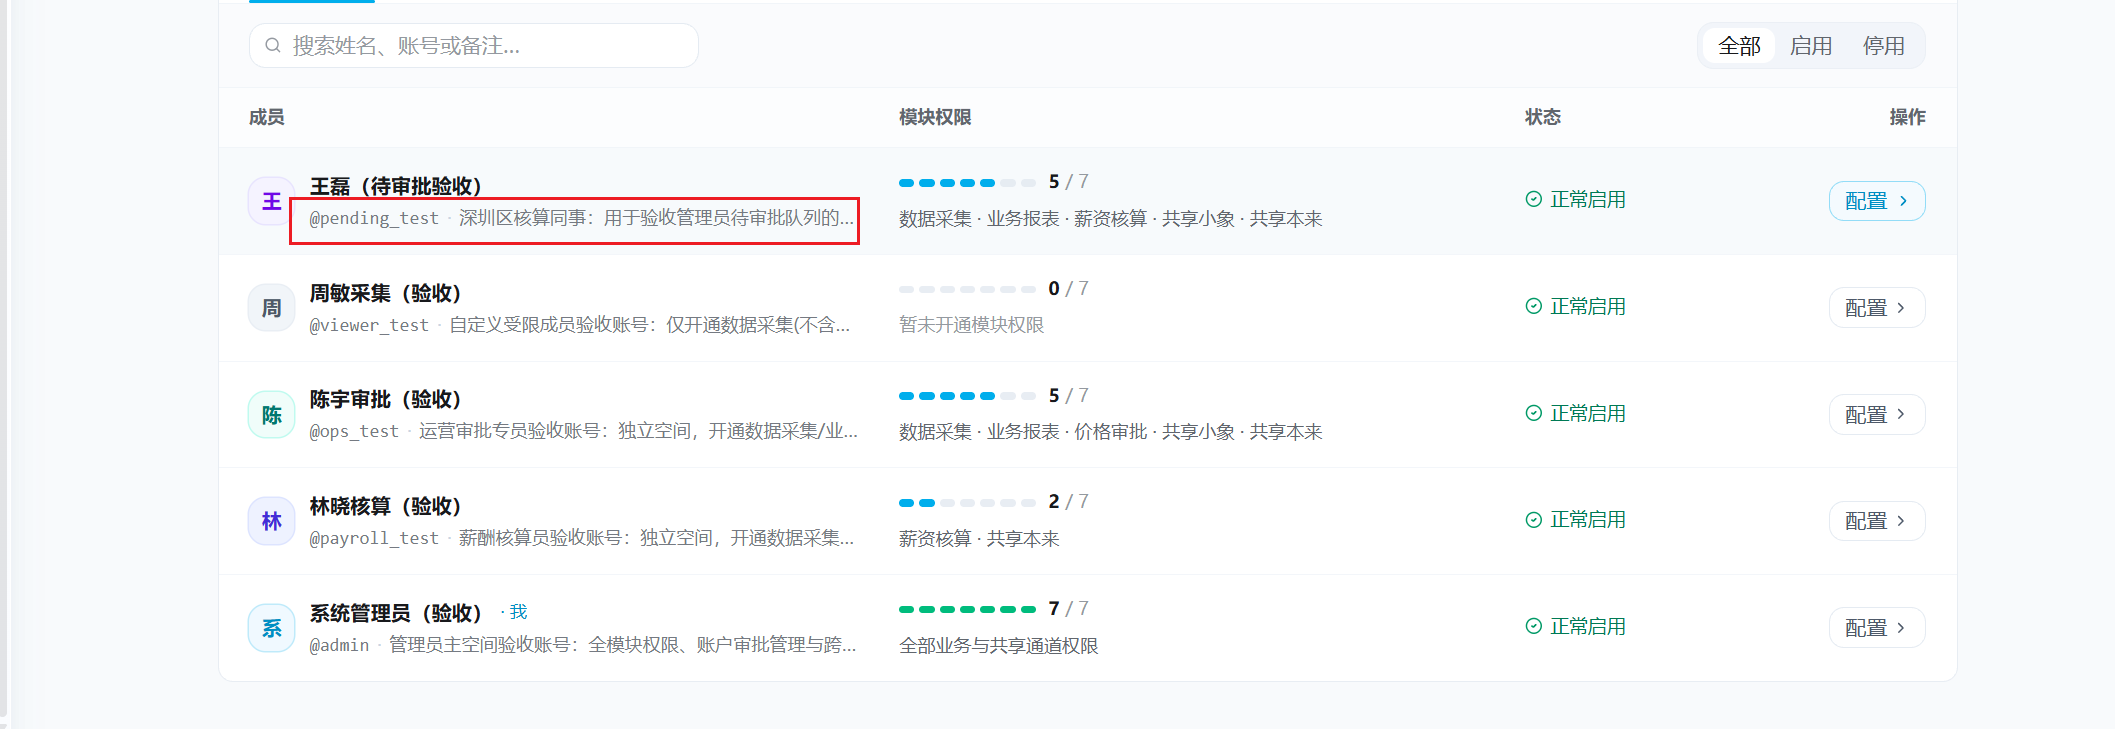 搜索姓名、账号或备注...
全部 启用 停用
成员 模块权限 状态 操作
王 王磊（待审批验收） 5 / 7 正常启用 配置
@pending_test · 深圳区核算同事：用于验收管理员待审批队列的... 数据采集 · 业务报表 · 薪资核算 · 共享小象 · 共享本来
周 周敏采集（验收） 0 / 7 正常启用 配置
@viewer_test · 自定义受限成员验收账号：仅开通数据采集(不含... 暂未开通模块权限
陈 陈宇审批（验收） 5 / 7 正常启用 配置
@ops_test · 运营审批专员验收账号：独立空间，开通数据采集/业... 数据采集 · 业务报表 · 价格审批 · 共享小象 · 共享本来
林 林晓核算（验收） 2 / 7 正常启用 配置
@payroll_test · 薪酬核算员验收账号：独立空间，开通数据采集... 薪资核算 · 共享本来
系 系统管理员（验收） · 我 7 / 7 正常启用 配置
@admin · 管理员主空间验收账号：全模块权限、账户审批管理与跨... 全部业务与共享通道权限